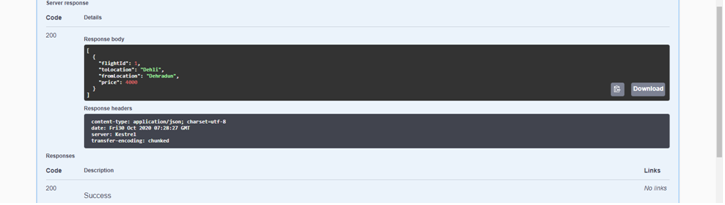 Server response
Code Details
200
Response body
[
{
"flightId": 1,
"toLocation": "Dehli",
"fromLocation": "Dehradun",
"price": 4000
}
]
Download
Response headers
content-type: application/json; charset=utf-8
date: Fri30 Oct 2020 07:28:27 GMT
server: Kestrel
transfer-encoding: chunked
Responses
Code Description Links
200 No links
Success